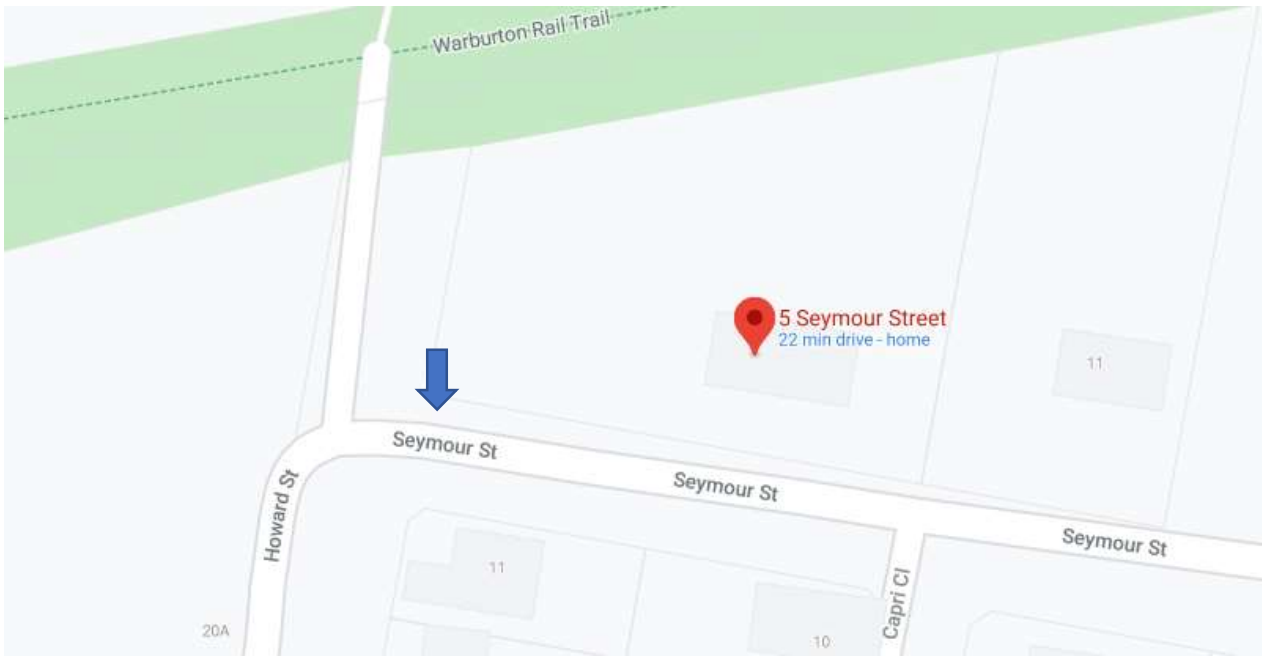 Warburton Rail Trail
5 Seymour Street
22 min drive - home
11
Seymour St
Seymour St
Seymour St
Howard St
11
Capri Cl
20A
10